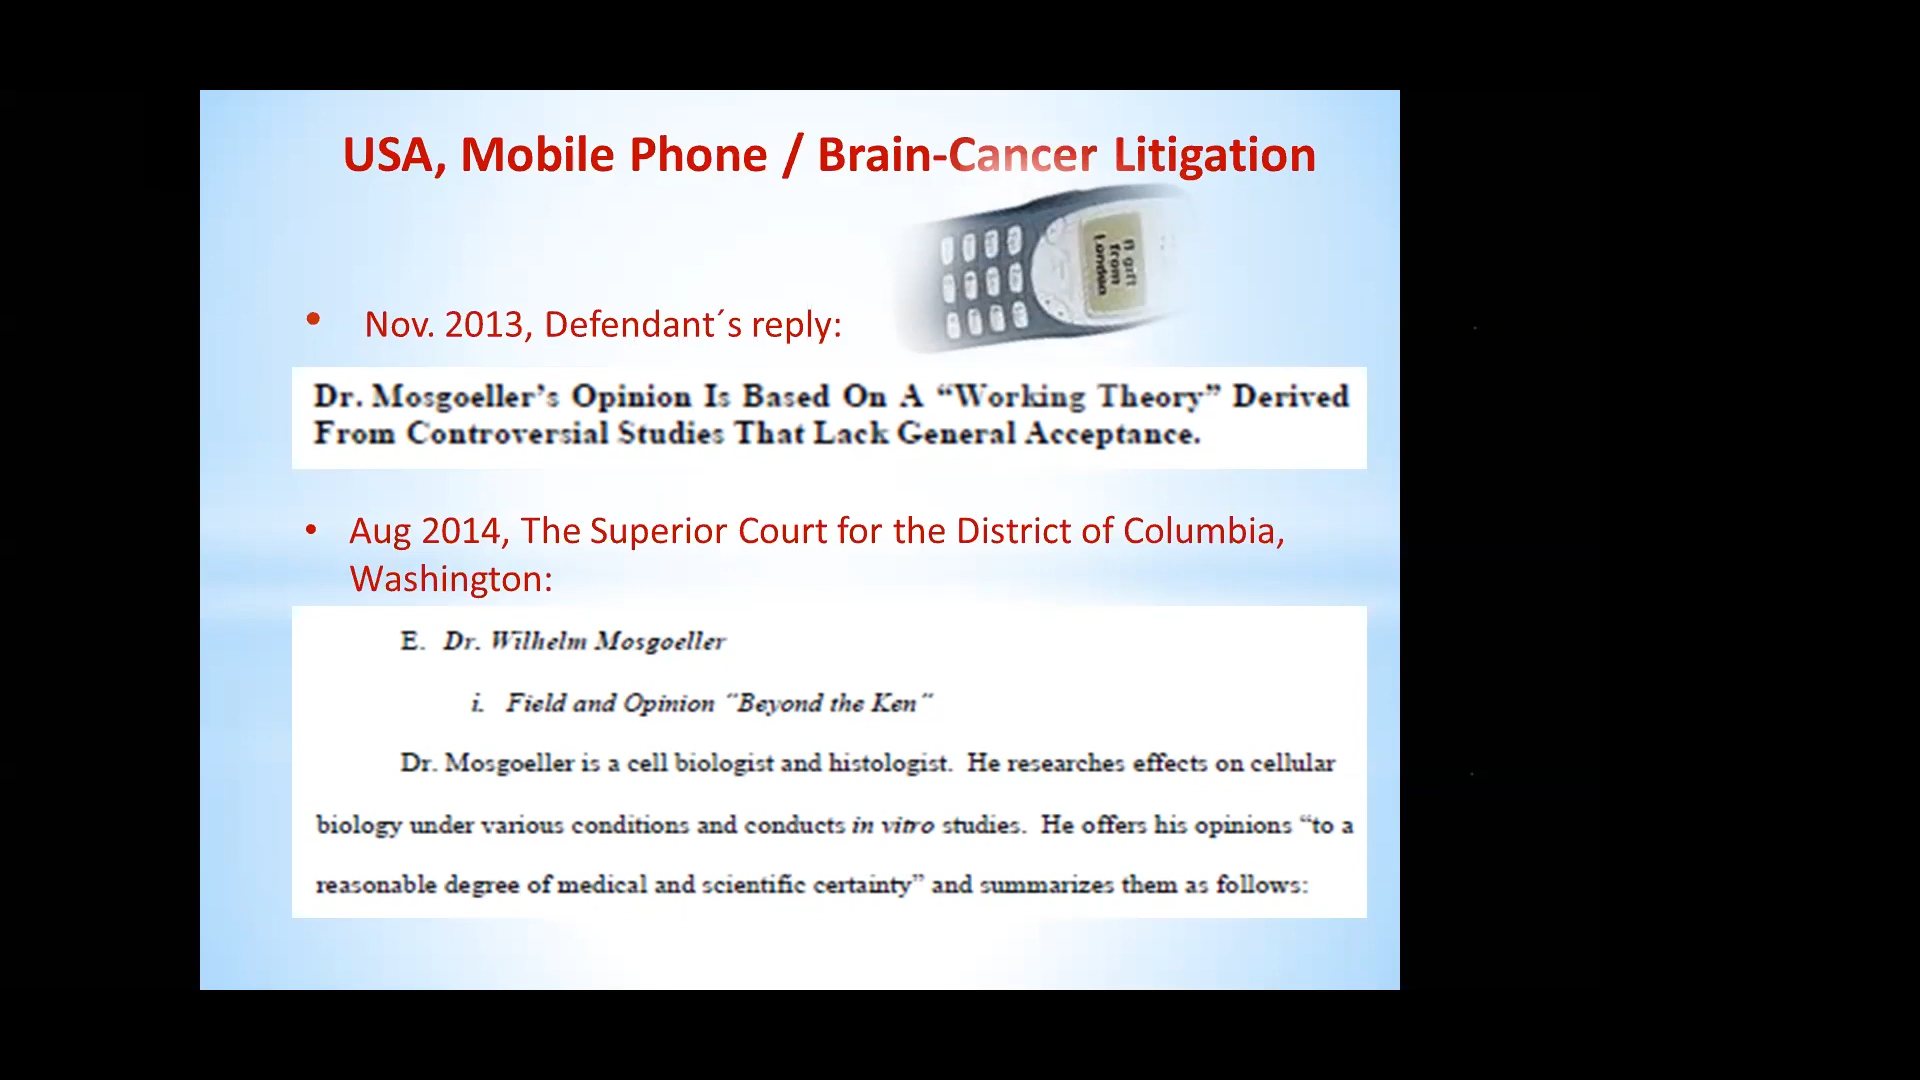 USA, Mobile Phone / Brain-Cancer Litigation
A gift
from
London
• Nov. 2013, Defendant´s reply:
Dr. Mosgoeller’s Opinion Is Based On A “Working Theory” Derived
From Controversial Studies That Lack General Acceptance.
• Aug 2014, The Superior Court for the District of Columbia,
Washington:
E. Dr. Wilhelm Mosgoeller
i. Field and Opinion "Beyond the Ken"
Dr. Mosgoeller is a cell biologist and histologist. He researches effects on cellular
biology under various conditions and conducts in vitro studies. He offers his opinions “to a
reasonable degree of medical and scientific certainty” and summarizes them as follows: